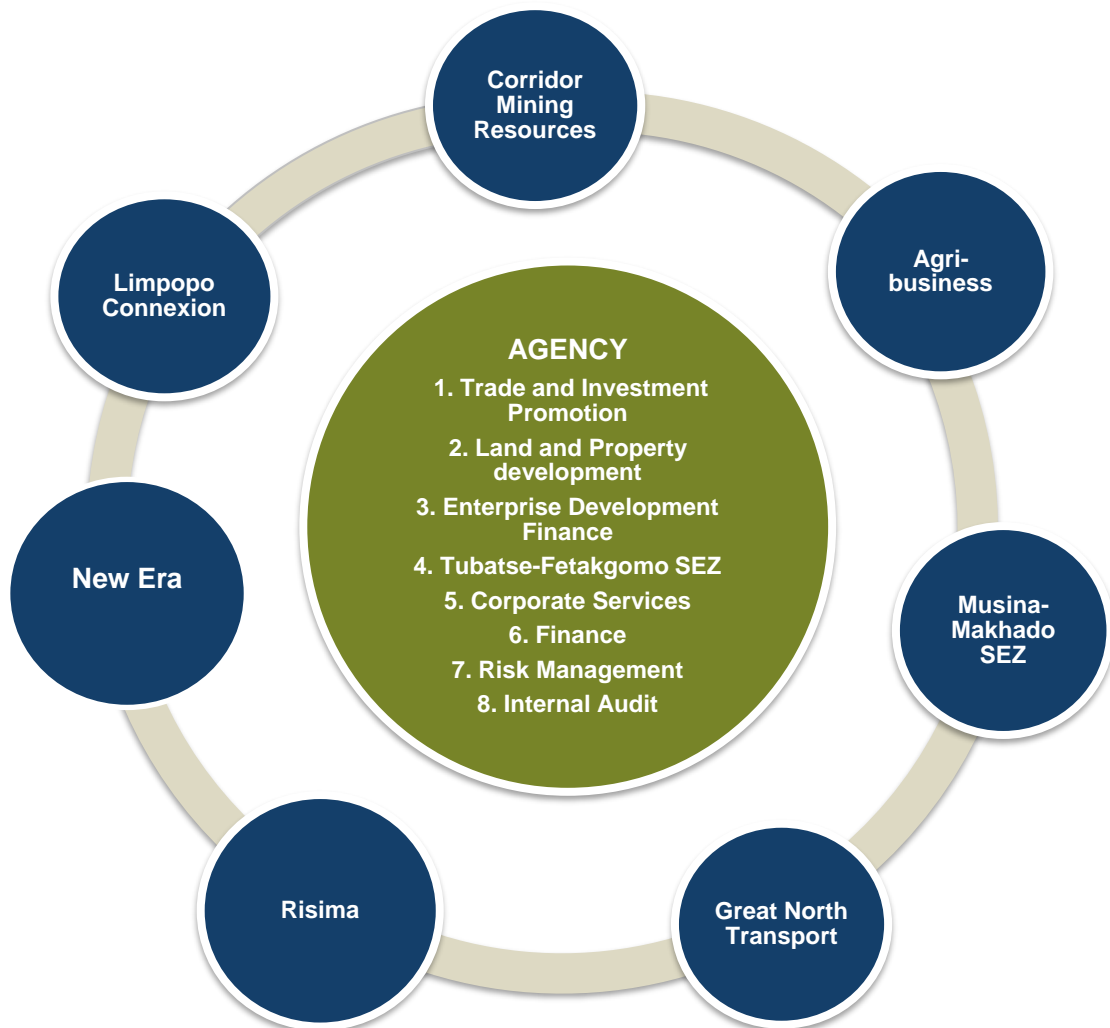 Corridor
Mining
Resources
Agri-
business
Limpopo
Connexion
AGENCY
1. Trade and Investment
Promotion
2. Land and Property
development
3. Enterprise Development
Finance
4. Tubatse-Fetakgomo SEZ
5. Corporate Services
6. Finance
7. Risk Management
8. Internal Audit
New Era
Musina-
Makhado
SEZ
Risima
Great North
Transport